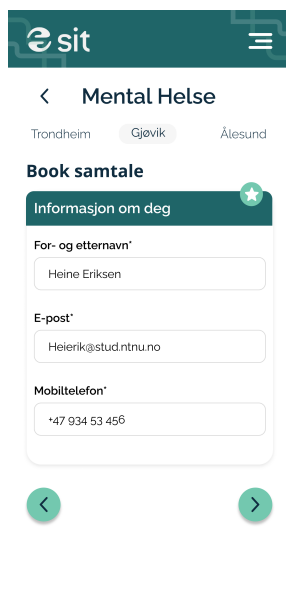 sit
Mental Helse
Trondheim Gjøvik Ålesund
Book samtale
Informasjon om deg
For- og etternavn*
Heine Eriksen
E-post*
Heierik@stud.ntnu.no
Mobiltelefon*
+47 934 53 456